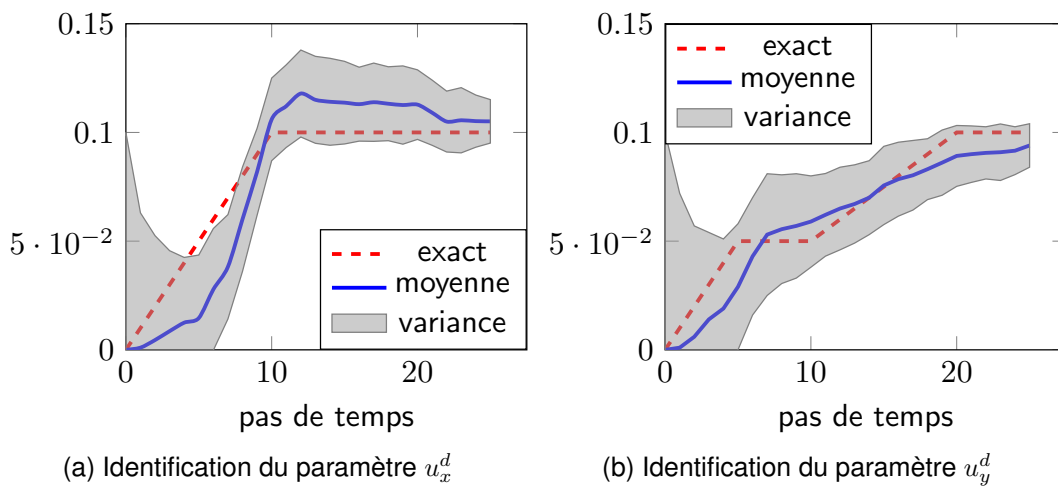 0.15
0.1
5 · 10⁻²
0
0
10
20
pas de temps
exact
moyenne
variance
(a) Identification du paramètre u_x^d
0.15
0.1
5 · 10⁻²
0
0
10
20
pas de temps
exact
moyenne
variance
(b) Identification du paramètre u_y^d